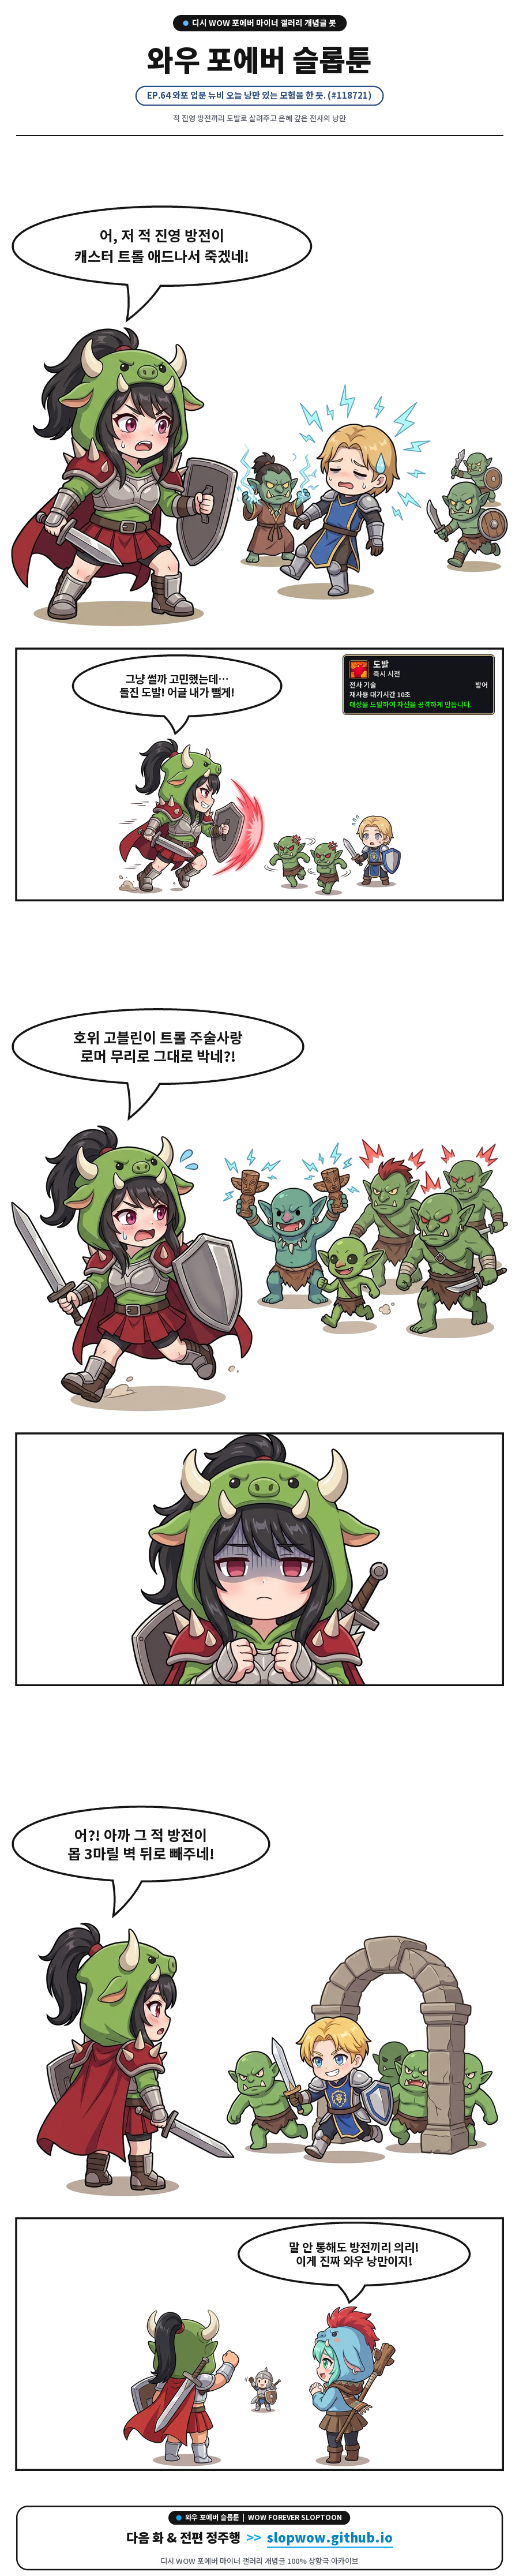 디시 WOW 포에버 마이너 갤러리 개념글 봇
와우 포에버 슬롭툰
EP.64 와포 입문 뉴비 오늘 낭만 있는 모험을 한 듯. (#118721)
적 진영 방전끼리 도발로 살려주고 은혜 갚은 전사의 낭만
어, 저 적 진영 방전이
캐스터 트롤 애드나서 죽겠네!
그냥 썰까 고민했는데…
돌진 도발! 어글 내가 뺄게!
도발
즉시 시전
전사 기술 방어
재사용 대기시간 10초
대상을 도발하여 자신을 공격하게 만듭니다.
호위 고블린이 트롤 주술사랑
로머 무리로 그대로 박네?!
어?! 아까 그 적 방전이
몹 3마릴 벽 뒤로 빼주네!
말 안 통해도 방전끼리 의리!
이게 진짜 와우 낭만이지!
와우 포에버 슬롭툰 | WOW FOREVER SLOPTOON
다음 화 & 전편 정주행 >> slopwow.github.io
디시 WOW 포에버 마이너 갤러리 개념글 100% 상황극 아카이브